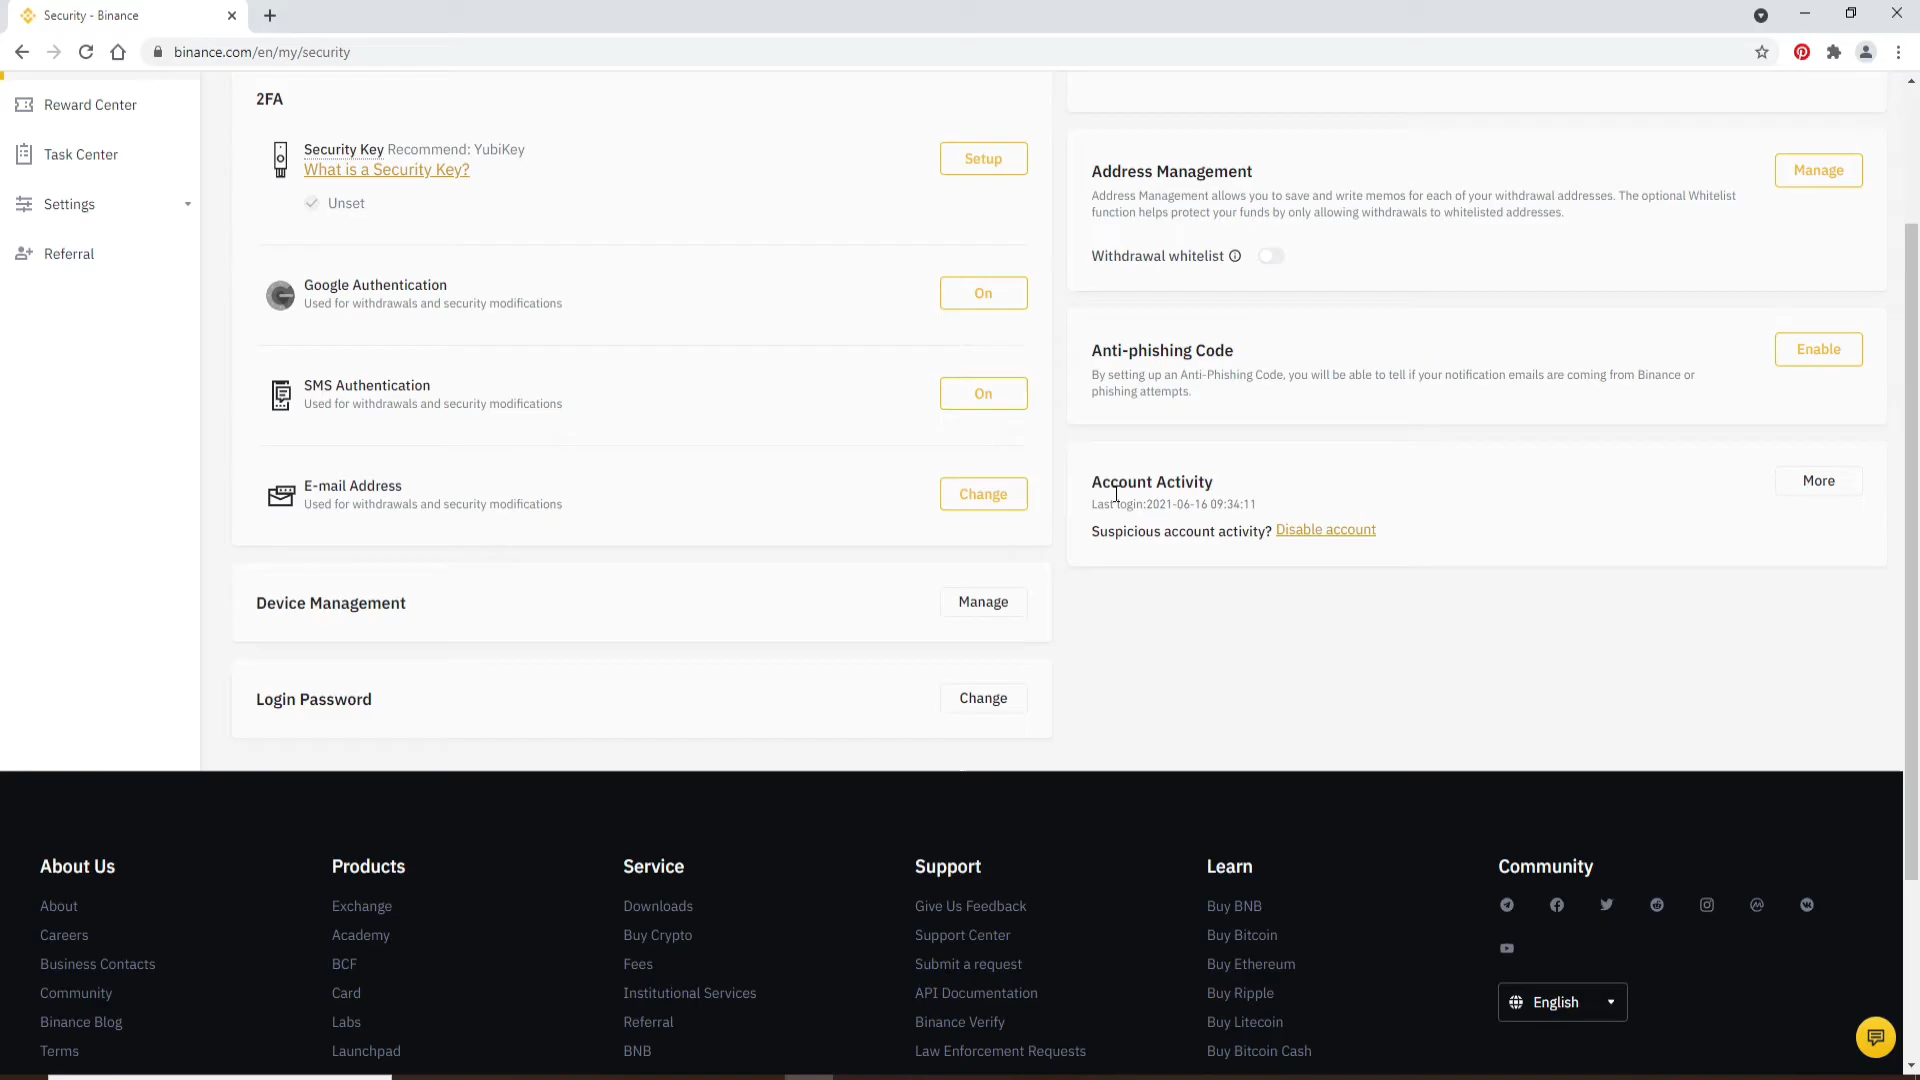 Security - Binance
binance.com/en/my/security
Reward Center
Task Center
Settings
Referral
2FA
Security Key Recommend: YubiKey
What is a Security Key?
Unset
Setup
Google Authentication
Used for withdrawals and security modifications
On
SMS Authentication
Used for withdrawals and security modifications
On
E-mail Address
Used for withdrawals and security modifications
Change
Device Management
Manage
Login Password
Change
Address Management
Address Management allows you to save and write memos for each of your withdrawal addresses. The optional Whitelist
function helps protect your funds by only allowing withdrawals to whitelisted addresses.
Manage
Withdrawal whitelist
Anti-phishing Code
By setting up an Anti-Phishing Code, you will be able to tell if your notification emails are coming from Binance or
phishing attempts.
Enable
Account Activity
Last login:2021-06-16 09:34:11
Suspicious account activity? Disable account
More
About Us
About
Careers
Business Contacts
Community
Binance Blog
Terms
Products
Exchange
Academy
BCF
Card
Labs
Launchpad
Service
Downloads
Buy Crypto
Fees
Institutional Services
Referral
BNB
Support
Give Us Feedback
Support Center
Submit a request
API Documentation
Binance Verify
Law Enforcement Requests
Learn
Buy BNB
Buy Bitcoin
Buy Ethereum
Buy Ripple
Buy Litecoin
Buy Bitcoin Cash
Community
English